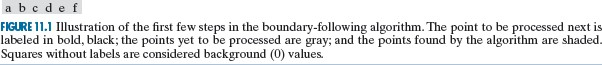 a b c d e f
FIGURE 11.1 Illustration of the first few steps in the boundary-following algorithm. The point to be processed next is
labeled in bold, black; the points yet to be processed are gray; and the points found by the algorithm are shaded.
Squares without labels are considered background (0) values.